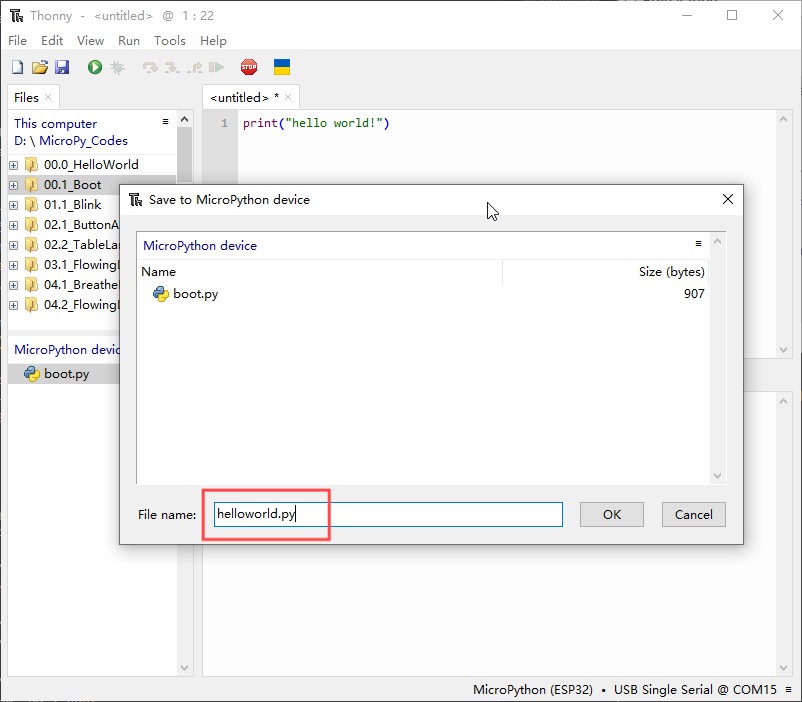 Thonny - <untitled> @ 1 : 22
File Edit View Run Tools Help
STOP
Files ×
<untitled> * ×
This computer ≡
D: \ MicroPy_Codes
00.0_HelloWorld
00.1_Boot
01.1_Blink
02.1_ButtonA
02.2_TableLa
03.1_Flowing
04.1_Breathe
04.2_Flowing
MicroPython devic
boot.py
1 print("hello world!")
Save to MicroPython device
MicroPython device ≡
Name Size (bytes)
boot.py 907
File name: helloworld.py OK Cancel
MicroPython (ESP32) • USB Single Serial @ COM15 ≡